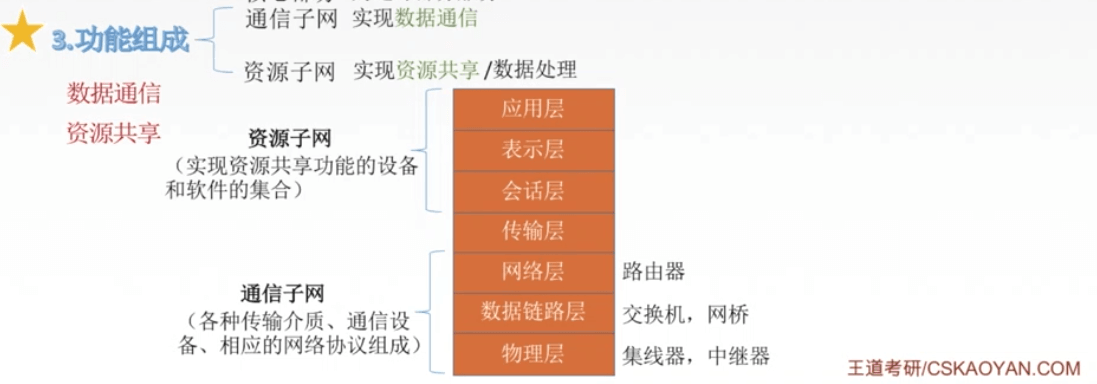 通信子网 实现数据通信
3.功能组成
资源子网 实现资源共享/数据处理
数据通信
资源共享
资源子网
（实现资源共享功能的设备
和软件的集合）
应用层
表示层
会话层
传输层
网络层 路由器
通信子网
（各种传输介质、通信设
备、相应的网络协议组成）
数据链路层 交换机，网桥
物理层 集线器，中继器
王道考研/CSKAOYAN.COM